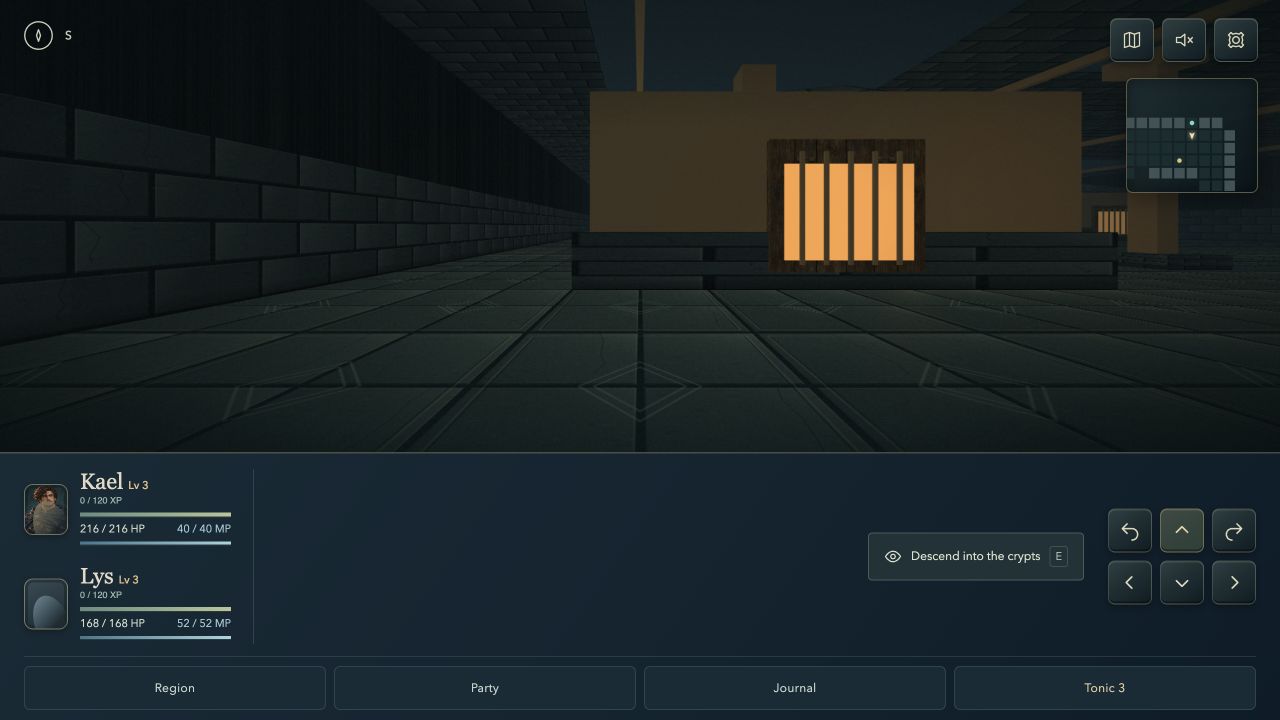 S
Kael Lv 3
0 / 120 XP
216 / 216 HP 40 / 40 MP
Lys Lv 3
0 / 120 XP
168 / 168 HP 52 / 52 MP
Descend into the crypts E
Region
Party
Journal
Tonic 3